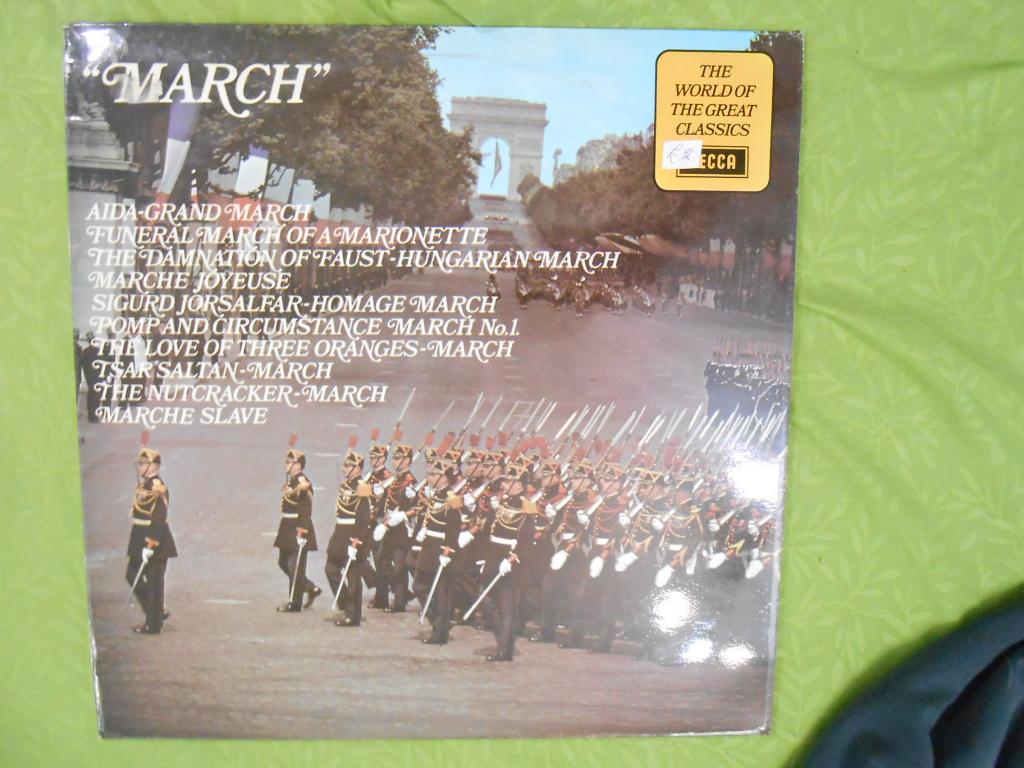 "MARCH"
THE
WORLD OF
THE GREAT
CLASSICS
£2
ECCA
AIDA-GRAND MARCH
FUNERAL MARCH OF A MARIONETTE
THE DAMNATION OF FAUST-HUNGARIAN MARCH
MARCHE JOYEUSE
SIGURD JORSALFAR-HOMAGE MARCH
POMP AND CIRCUMSTANCE MARCH No.1.
THE LOVE OF THREE ORANGES-MARCH
TSAR SALTAN-MARCH
THE NUTCRACKER-MARCH
MARCHE SLAVE